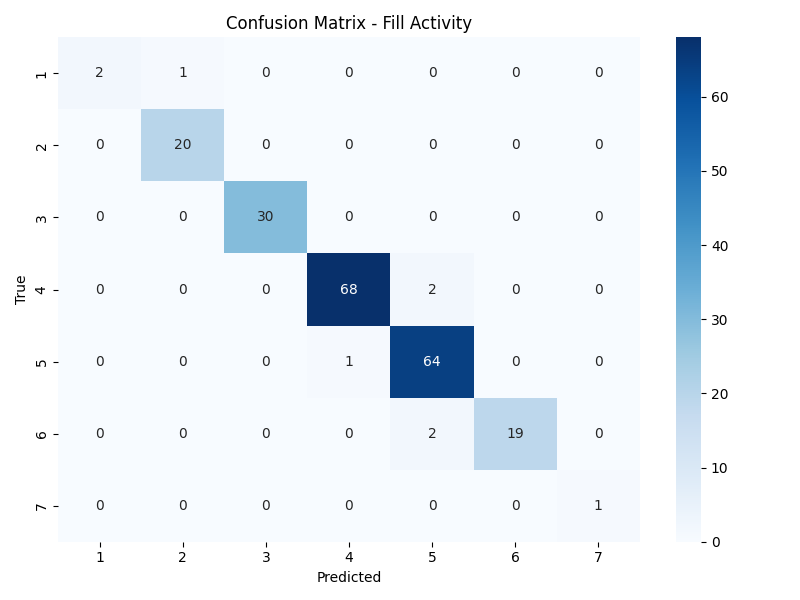 Confusion Matrix - Fill Activity
1 2 1 0 0 0 0 0
2 0 20 0 0 0 0 0
3 0 0 30 0 0 0 0
4 0 0 0 68 2 0 0
5 0 0 0 1 64 0 0
6 0 0 0 0 2 19 0
7 0 0 0 0 0 0 1
1 2 3 4 5 6 7
Predicted
True
60
50
40
30
20
10
0